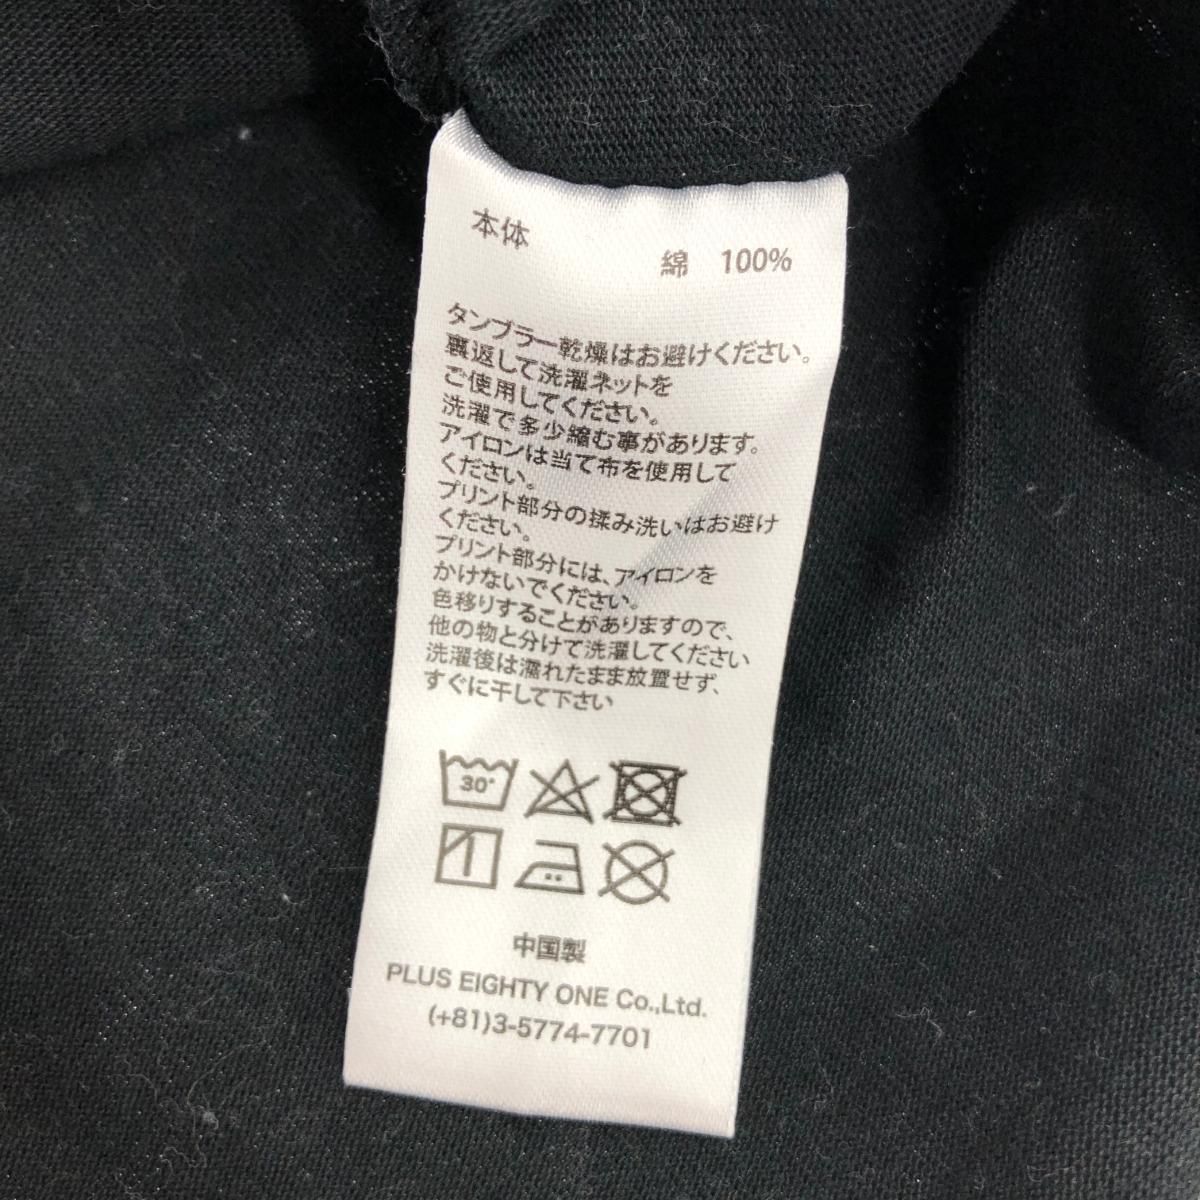 本体
綿 100%
タンブラー乾燥はお避けください。
裏返して洗濯ネットを
ご使用してください。
洗濯で多少縮む事があります。
アイロンは当て布を使用して
ください。
プリント部分の揉み洗いはお避け
ください。
プリント部分には、アイロンを
かけないでください。
色移りすることがありますので、
他の物と分けて洗濯してください
洗濯後は濡れたまま放置せず、
すぐに干して下さい
30°
中国製
PLUS EIGHTY ONE Co.,Ltd.
(+81)3-5774-7701